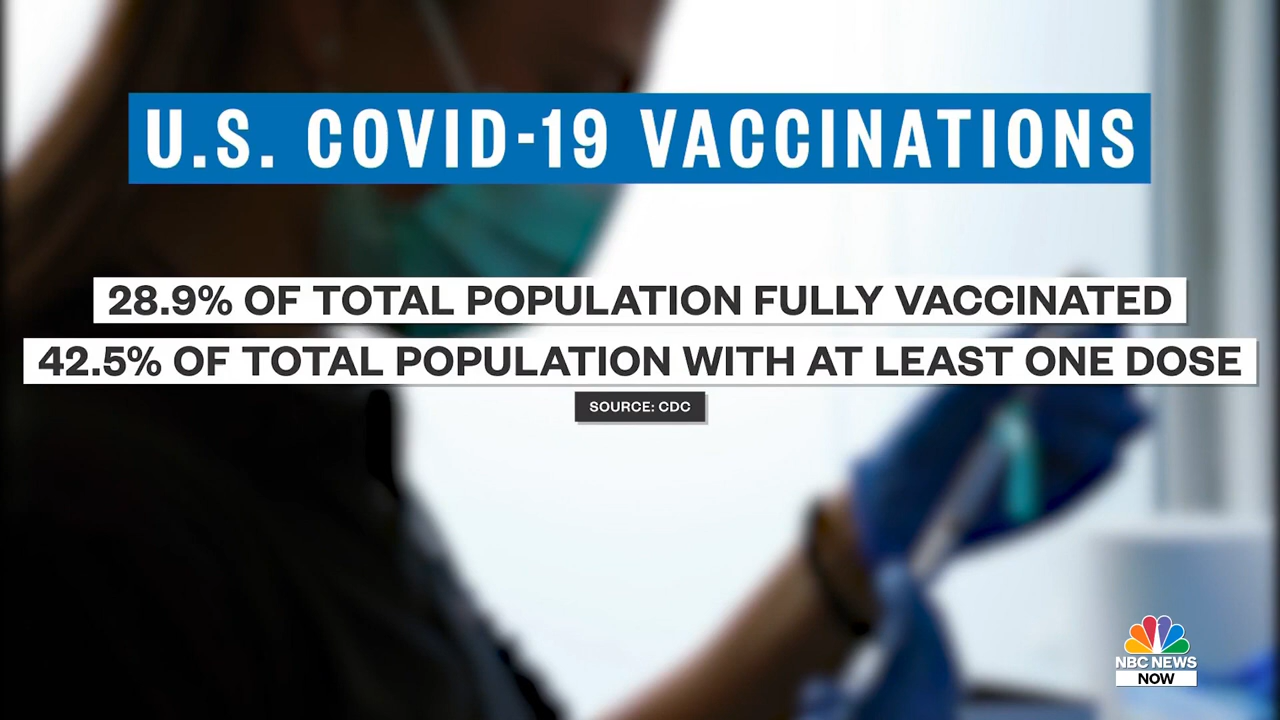 U.S. COVID-19 VACCINATIONS
28.9% OF TOTAL POPULATION FULLY VACCINATED
42.5% OF TOTAL POPULATION WITH AT LEAST ONE DOSE
SOURCE: CDC
NBC NEWS
NOW